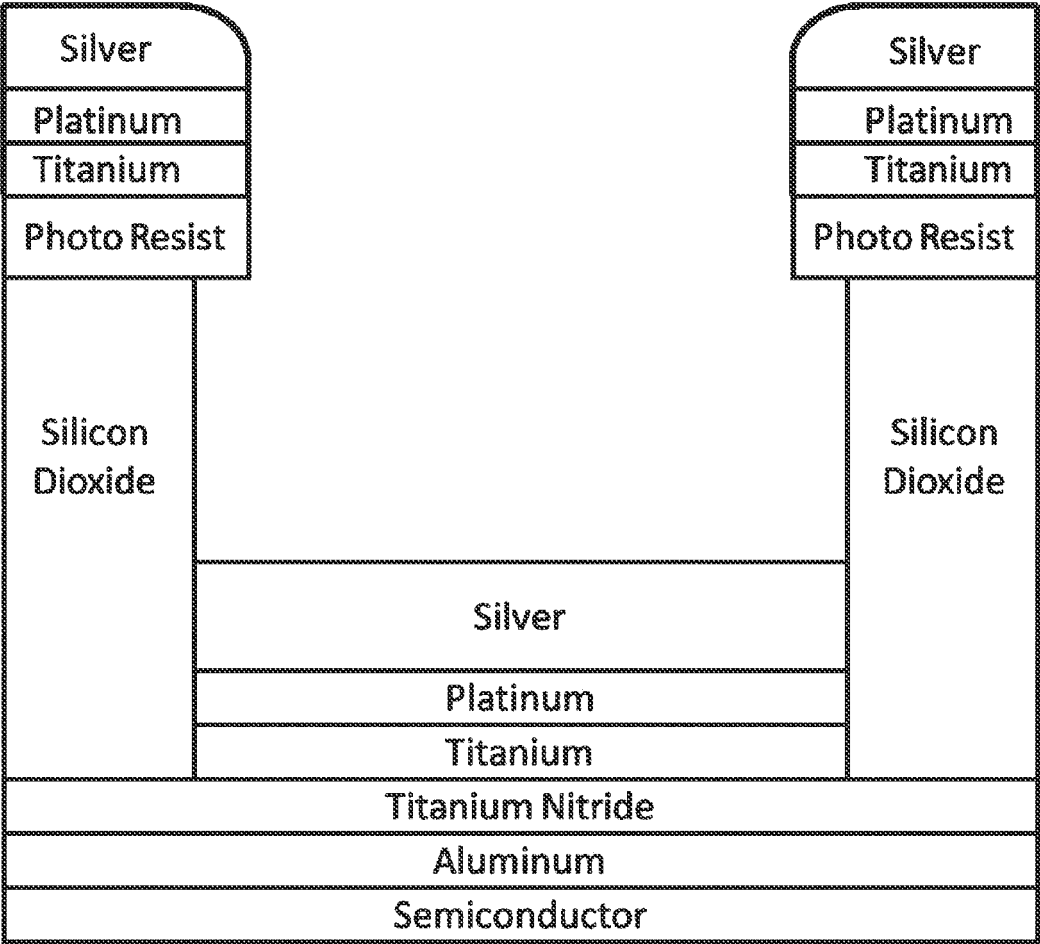 Silver
Silver
Platinum
Platinum
Titanium
Titanium
Photo Resist
Photo Resist
Silicon
Dioxide
Silicon
Dioxide
Silver
Platinum
Titanium
Titanium Nitride
Aluminum
Semiconductor